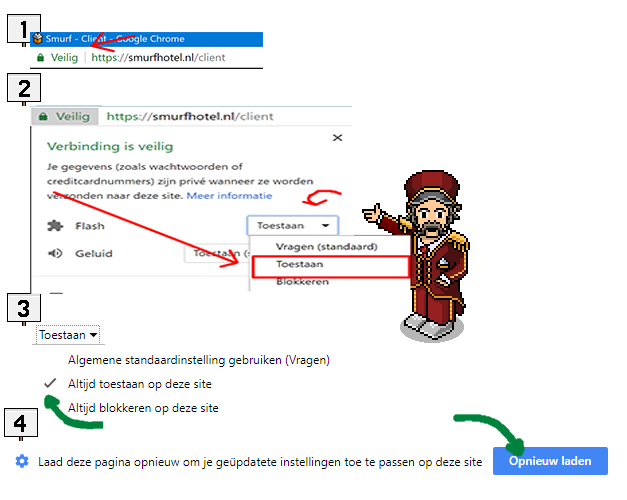 1
Smurf - Client - Google Chrome
Veilig | https://smurfhotel.nl/client
2
Veilig https://smurfhotel.nl/client
Verbinding is veilig
Je gegevens (zoals wachtwoorden of
creditcardnummers) zijn privé wanneer ze worden
verzonden naar deze site. Meer informatie
Flash Toestaan
Vragen (standaard)
Geluid Toestaan (s
Toestaan
Blokkeren
3
Toestaan
Algemene standaardinstelling gebruiken (Vragen)
Altijd toestaan op deze site
Altijd blokkeren op deze site
4
Laad deze pagina opnieuw om je geüpdatete instellingen toe te passen op deze site Opnieuw laden